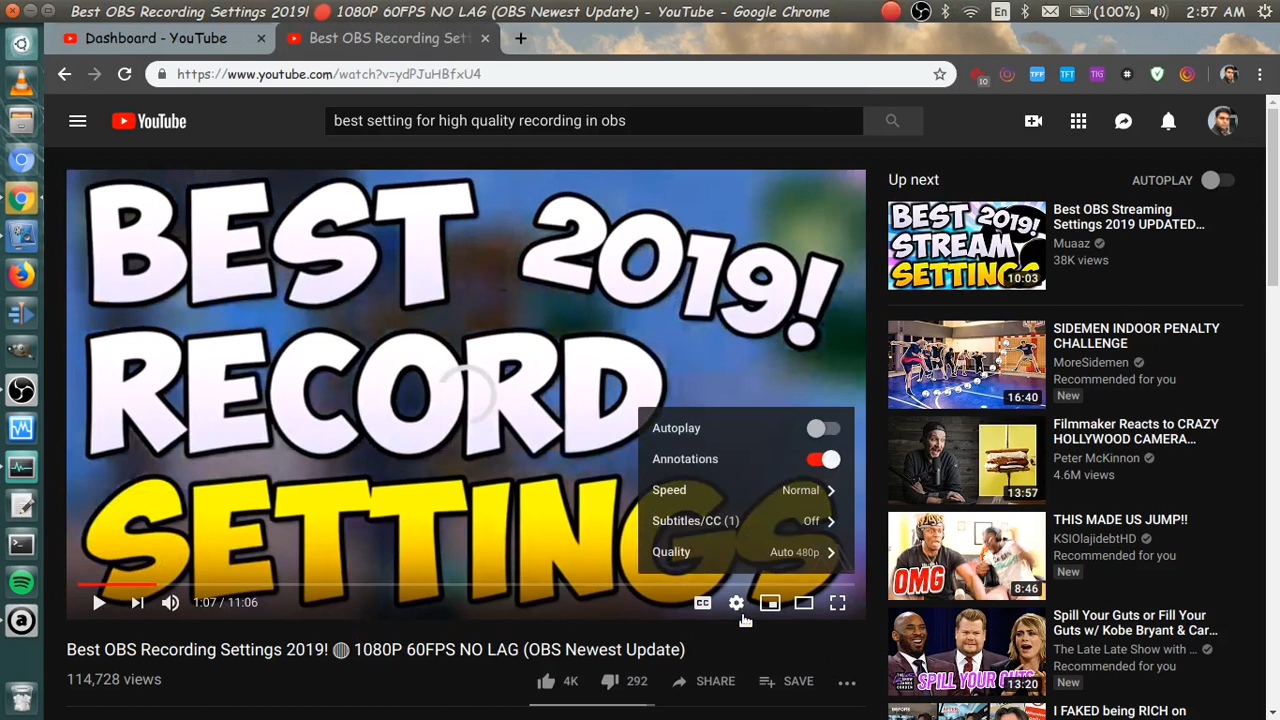 Best OBS Recording Settings 2019! 🔴 1080P 60FPS NO LAG (OBS Newest Update) - YouTube - Google Chrome
En
(100%)
2:57 AM
Dashboard - YouTube
Best OBS Recording Set
https://www.youtube.com/watch?v=ydPJuHBfxU4
10
TFF
TFT
TIG
#
YouTube
best setting for high quality recording in obs
BEST 2019!
RECORD
SETTINGS
Autoplay
Annotations
Speed Normal
Subtitles/CC (1) Off
Quality Auto 480p
1:07 / 11:06
CC
Best OBS Recording Settings 2019! 🔴 1080P 60FPS NO LAG (OBS Newest Update)
114,728 views
4K
292
SHARE
SAVE
Up next
AUTOPLAY
BEST 2019!
STREAM
SETTINGS
10:03
Best OBS Streaming
Settings 2019 UPDATED…
Muaaz
38K views
16:40
SIDEMEN INDOOR PENALTY
CHALLENGE
MoreSidemen
Recommended for you
New
13:57
Filmmaker Reacts to CRAZY
HOLLYWOOD CAMERA…
Peter McKinnon
4.6M views
OMG
8:46
THIS MADE US JUMP!!
KSIOlajidebtHD
Recommended for you
New
SPILL YOUR GUTS
13:20
Spill Your Guts or Fill Your
Guts w/ Kobe Bryant & Car…
The Late Late Show with …
Recommended for you
New
BEFORE
I FAKED being RICH on